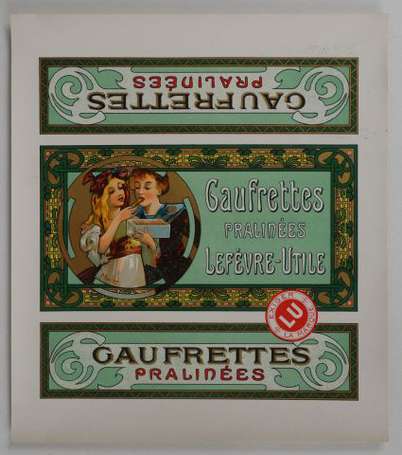 GAUFRETTES
PRALINÉES
Gaufrettes
PRALINÉES
LEFÈVRE-UTILE
EXIGER
LU
LA MARQUE
GAUFRETTES
PRALINÉES